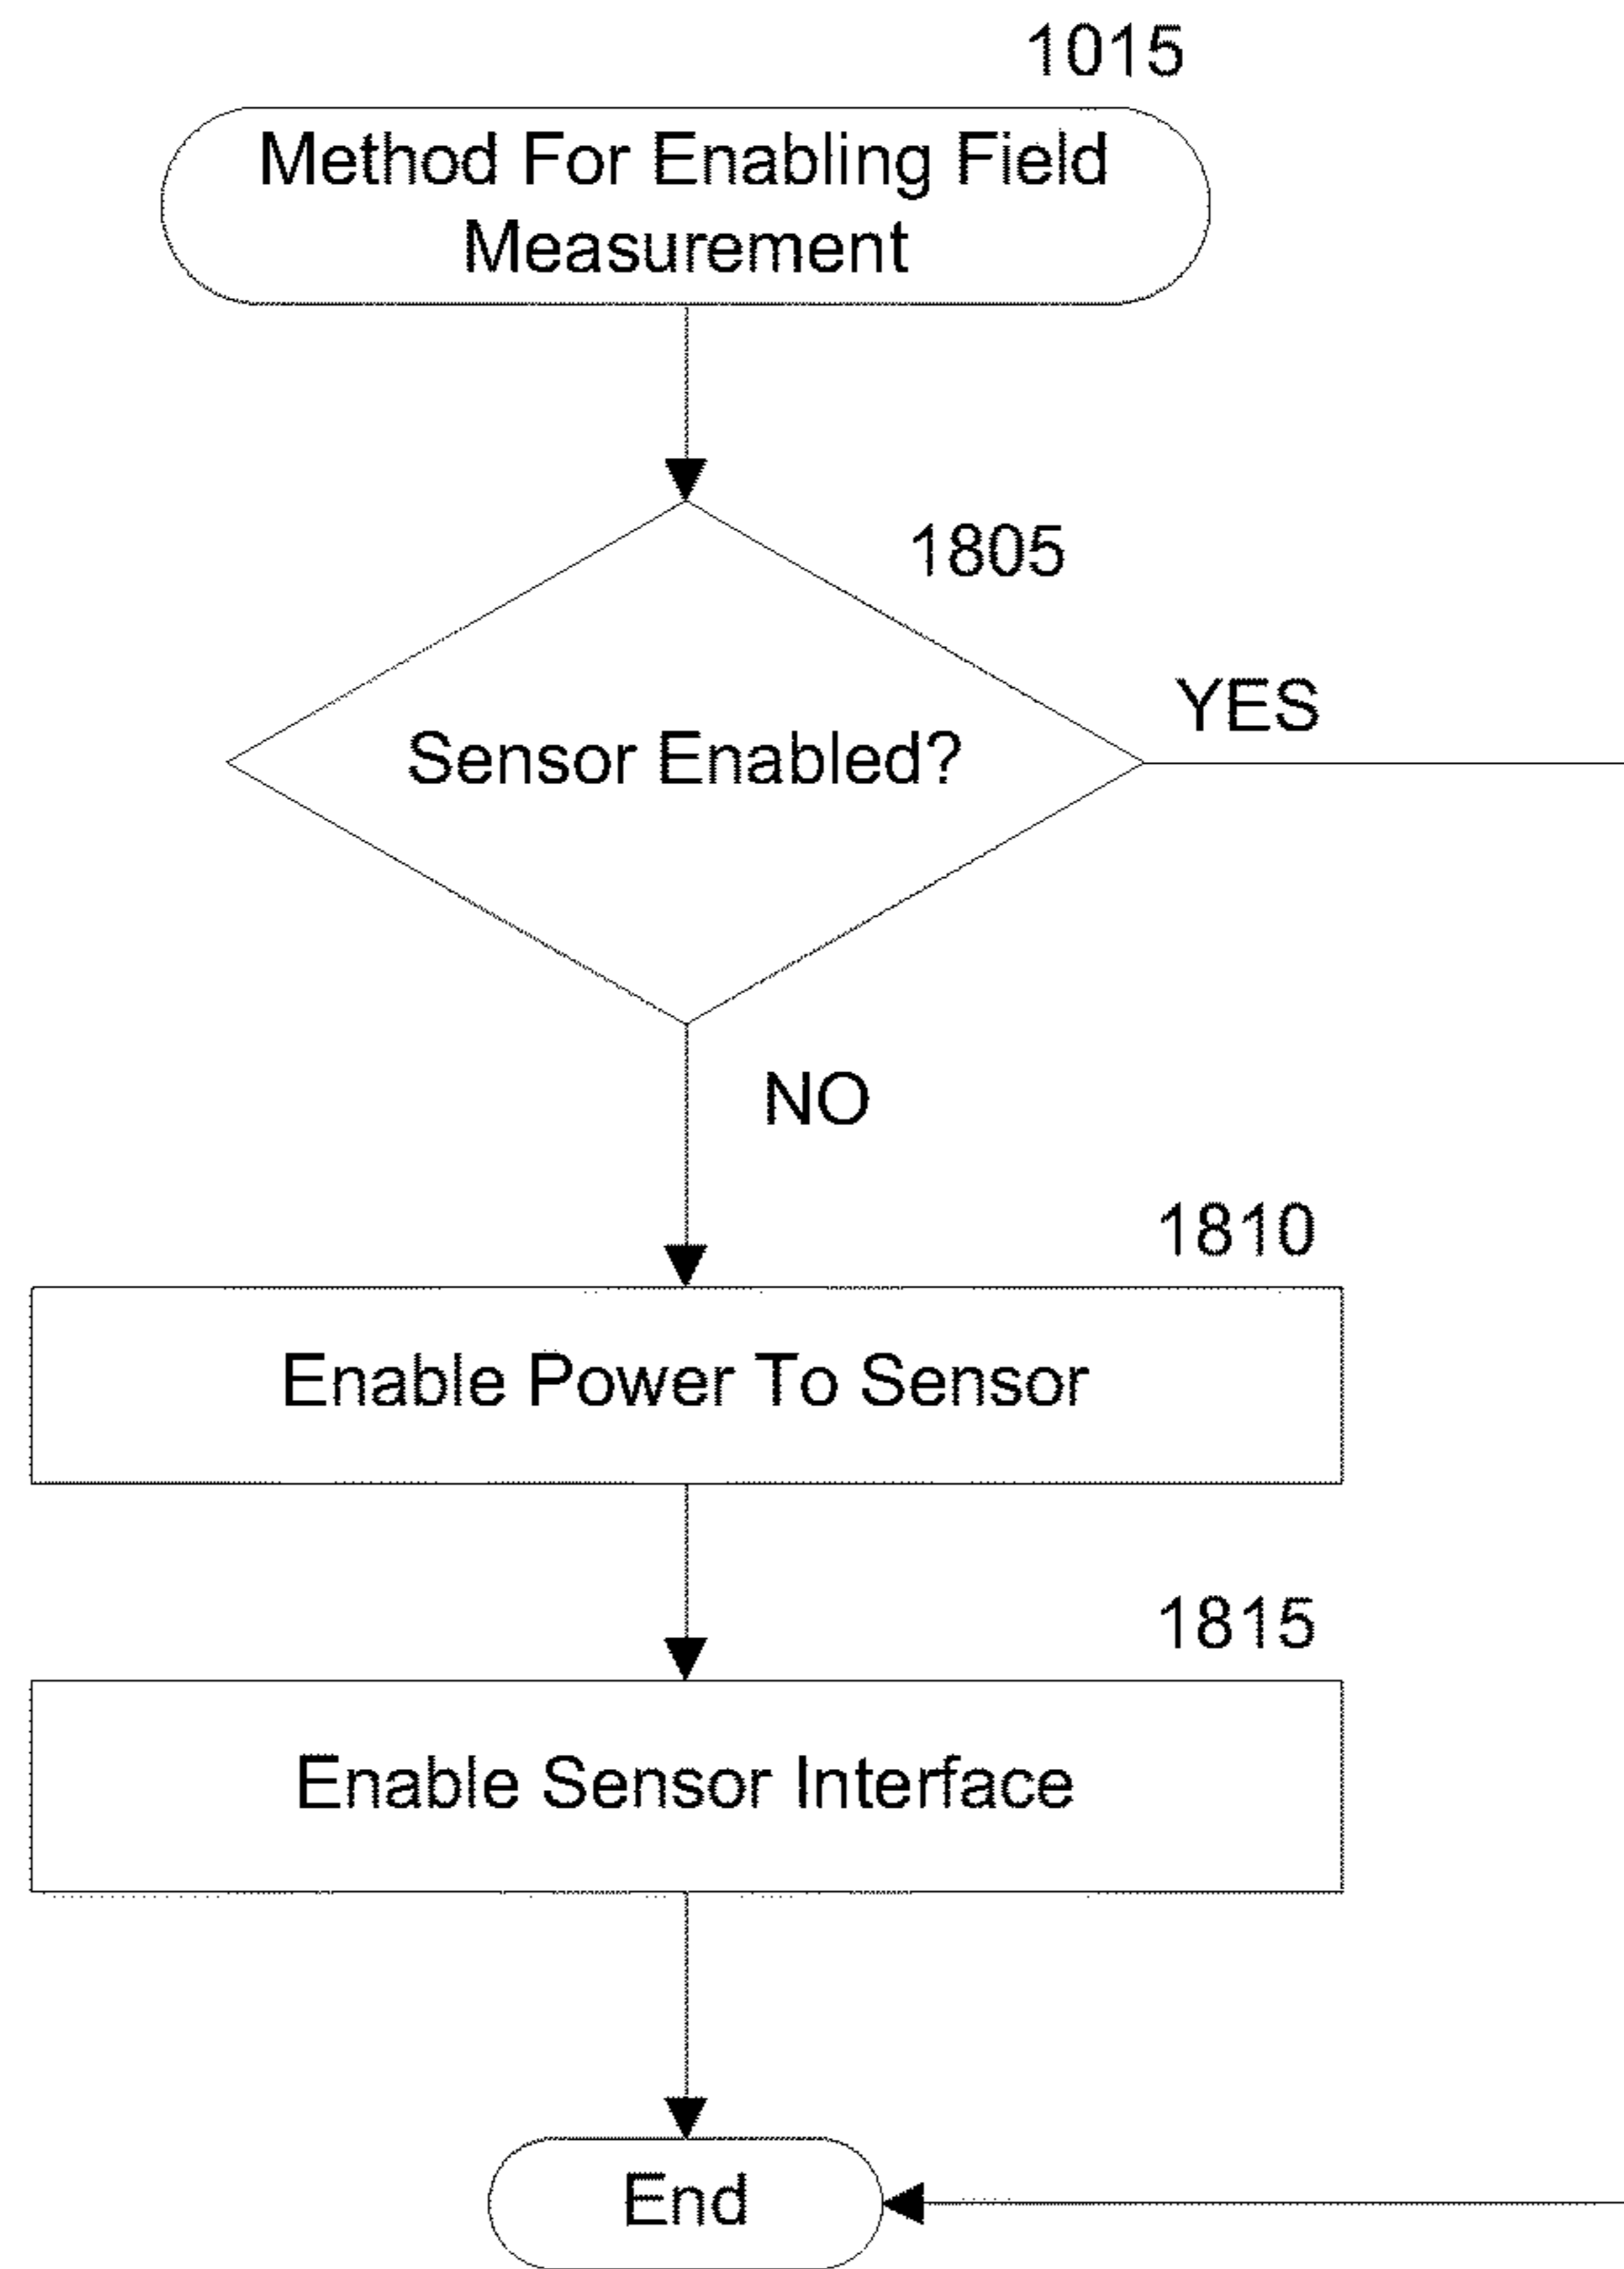 1015
Method For Enabling Field
Measurement
1805
Sensor Enabled?
YES
NO
1810
Enable Power To Sensor
1815
Enable Sensor Interface
End